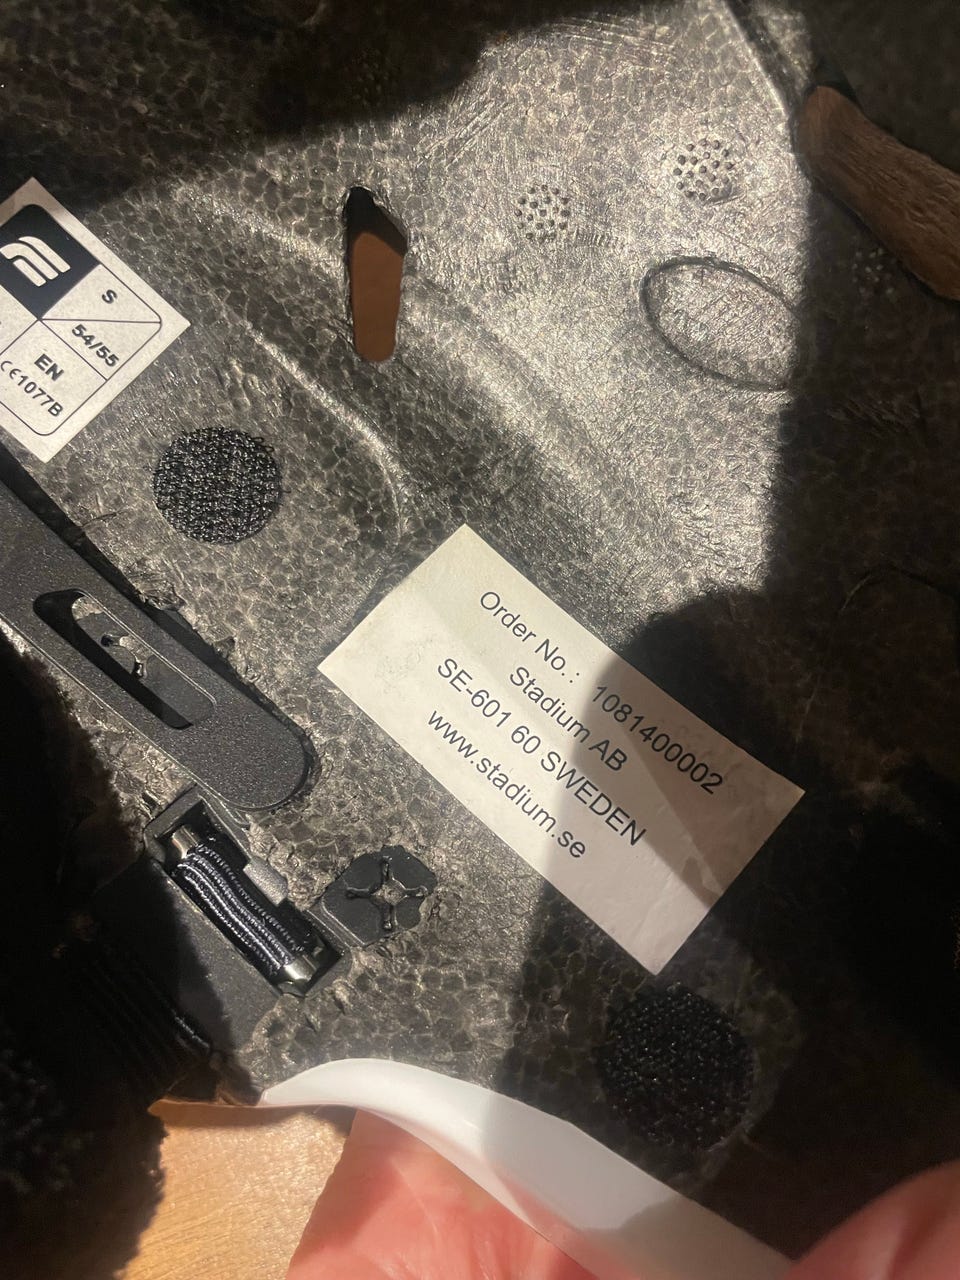 S
54/55
EN
CE1077B
Order No.: 1081400002
Stadium AB
SE-601 60 SWEDEN
www.stadium.se